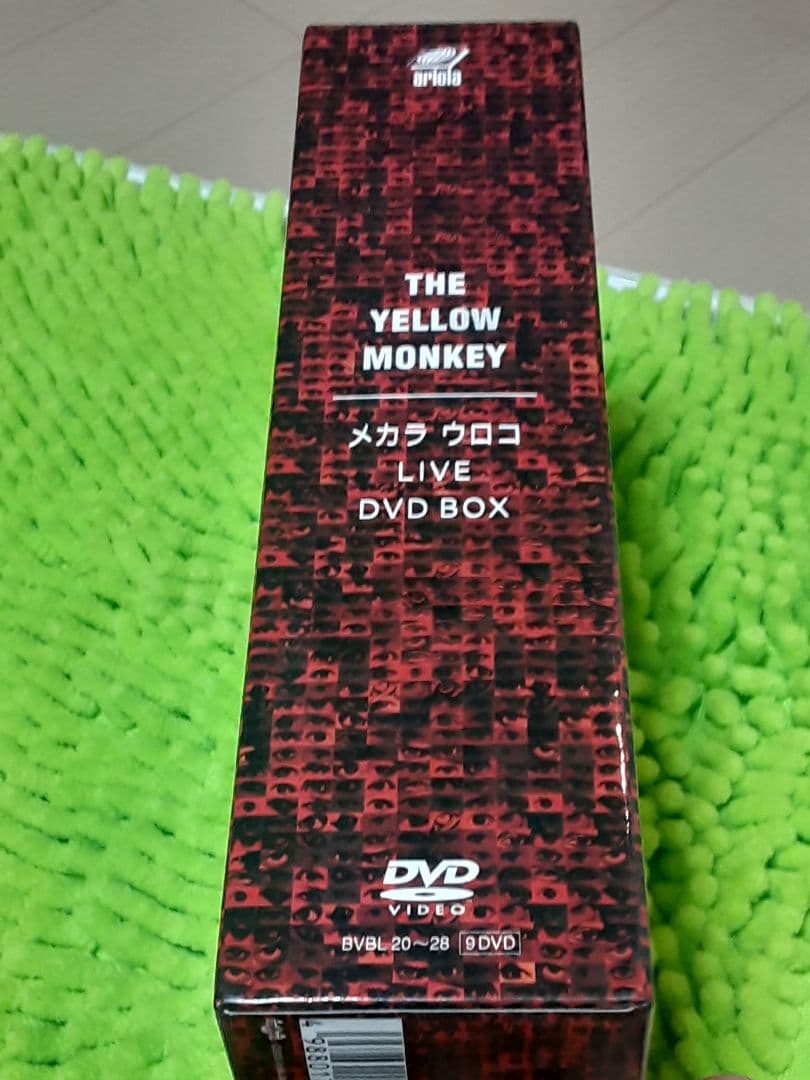 ariola
THE
YELLOW
MONKEY
メカラ ウロコ
LIVE
DVD BOX
DVD
VIDEO
BVBL 20〜28 9DVD